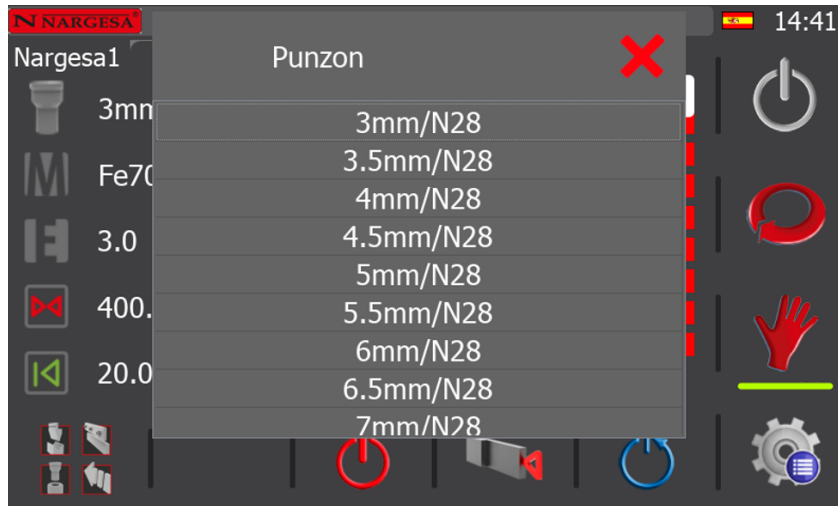 N NARGESA®
14:41
Nargesa1
Punzon
3mm
3mm/N28
3.5mm/N28
Fe70
4mm/N28
3.0
4.5mm/N28
5mm/N28
400.
5.5mm/N28
6mm/N28
20.0
6.5mm/N28
7mm/N28